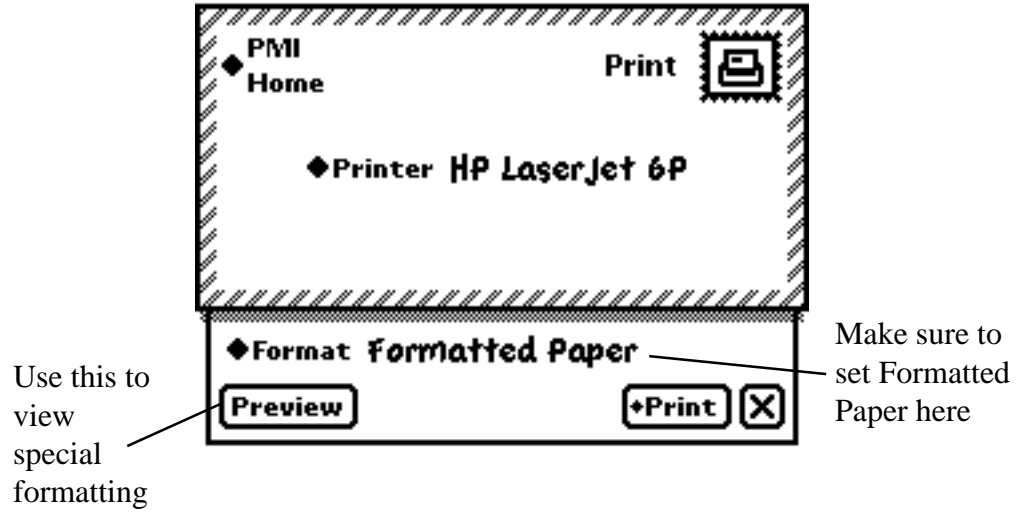 PMI
Home
Print
Printer HP LaserJet 6P
Format Formatted Paper
Preview
Print
Use this to
view
special
formatting
Make sure to
set Formatted
Paper here